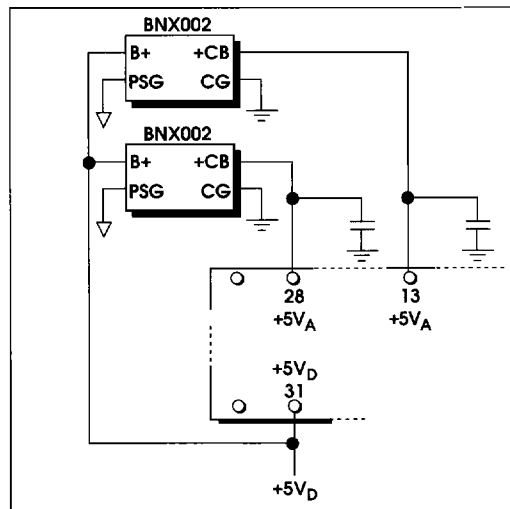 BNX002
B+ +CB
PSG CG
BNX002
B+ +CB
PSG CG
28 13
+5VA +5VA
+5VD
31
+5VD